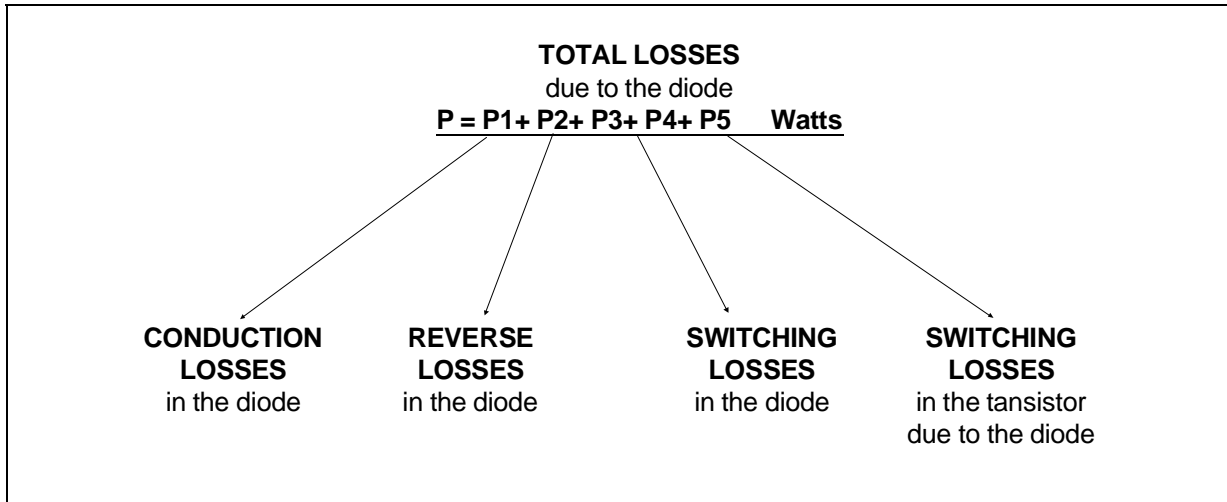 TOTAL LOSSES
due to the diode
P = P1+ P2+ P3+ P4+ P5 Watts
CONDUCTION
LOSSES
in the diode
REVERSE
LOSSES
in the diode
SWITCHING
LOSSES
in the diode
SWITCHING
LOSSES
in the tansistor
due to the diode